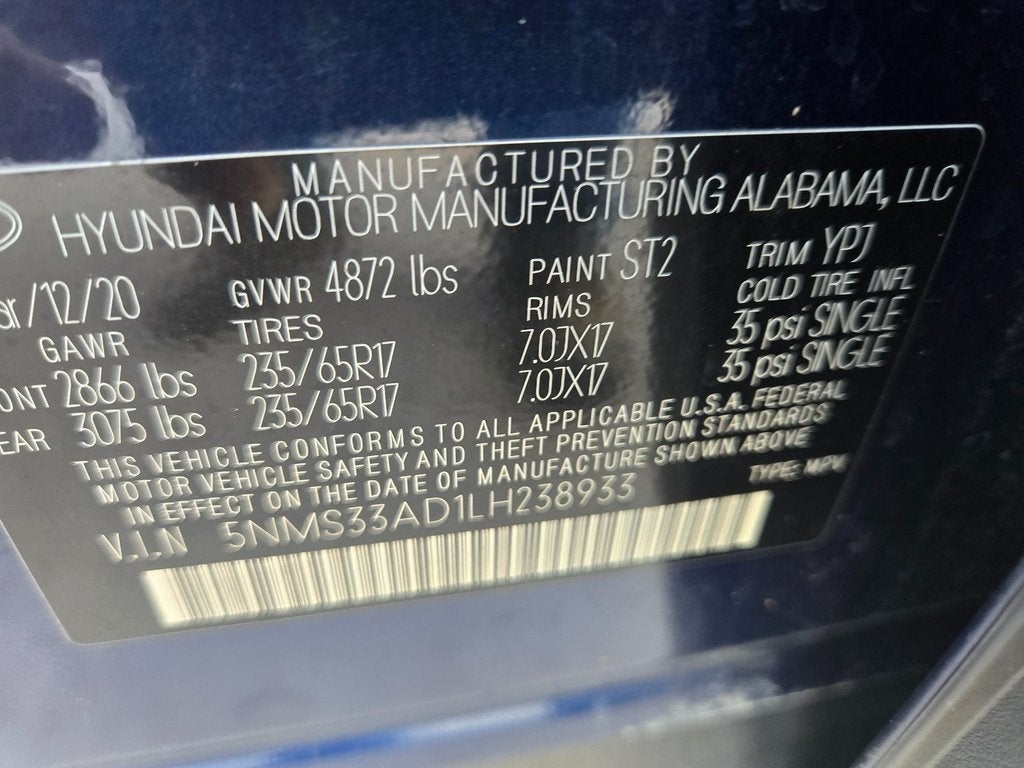 MANUFACTURED BY
HYUNDAI MOTOR MANUFACTURING ALABAMA, LLC
ar/12/20 GVWR 4872 lbs PAINT ST2 TRIM YPJ
GAWR TIRES RIMS COLD TIRE INFL
ONT 2866 lbs 235/65R17 7.0JX17 35 psi SINGLE
EAR 3075 lbs 235/65R17 7.0JX17 35 psi SINGLE
THIS VEHICLE CONFORMS TO ALL APPLICABLE U.S.A. FEDERAL
MOTOR VEHICLE SAFETY AND THEFT PREVENTION STANDARDS
IN EFFECT ON THE DATE OF MANUFACTURE SHOWN ABOVE
V.I.N 5NMS33AD1LH238933 TYPE: MPV